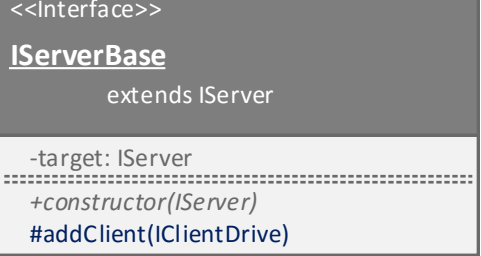 <<Interface>>
IServerBase
extends IServer
-target: IServer
+constructor(IServer)
#addClient(IClientDrive)